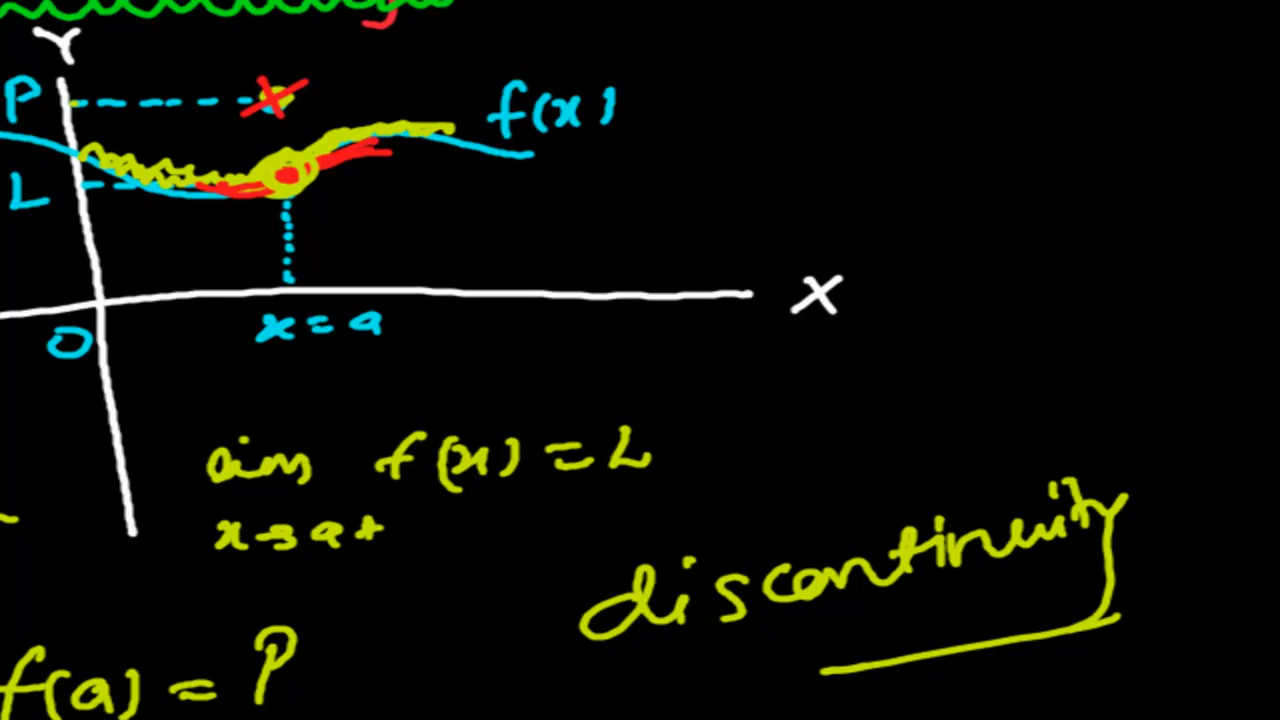 Y
P
f(x)
L
X
O
x = a
lim f(x) = L
x→a+
discontinuity
f(a) = P